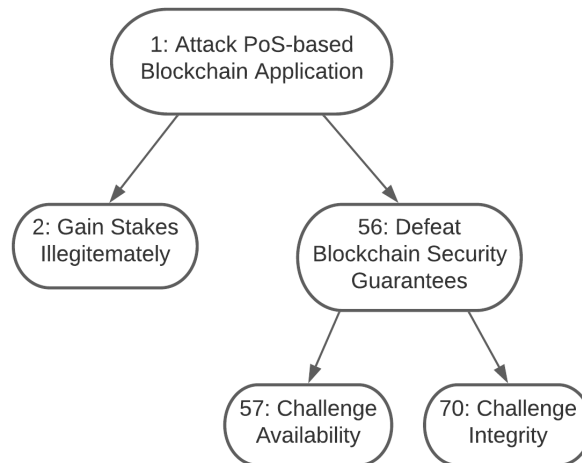 1: Attack PoS-based
Blockchain Application
2: Gain Stakes
Illegitemately
56: Defeat
Blockchain Security
Guarantees
57: Challenge
Availability
70: Challenge
Integrity